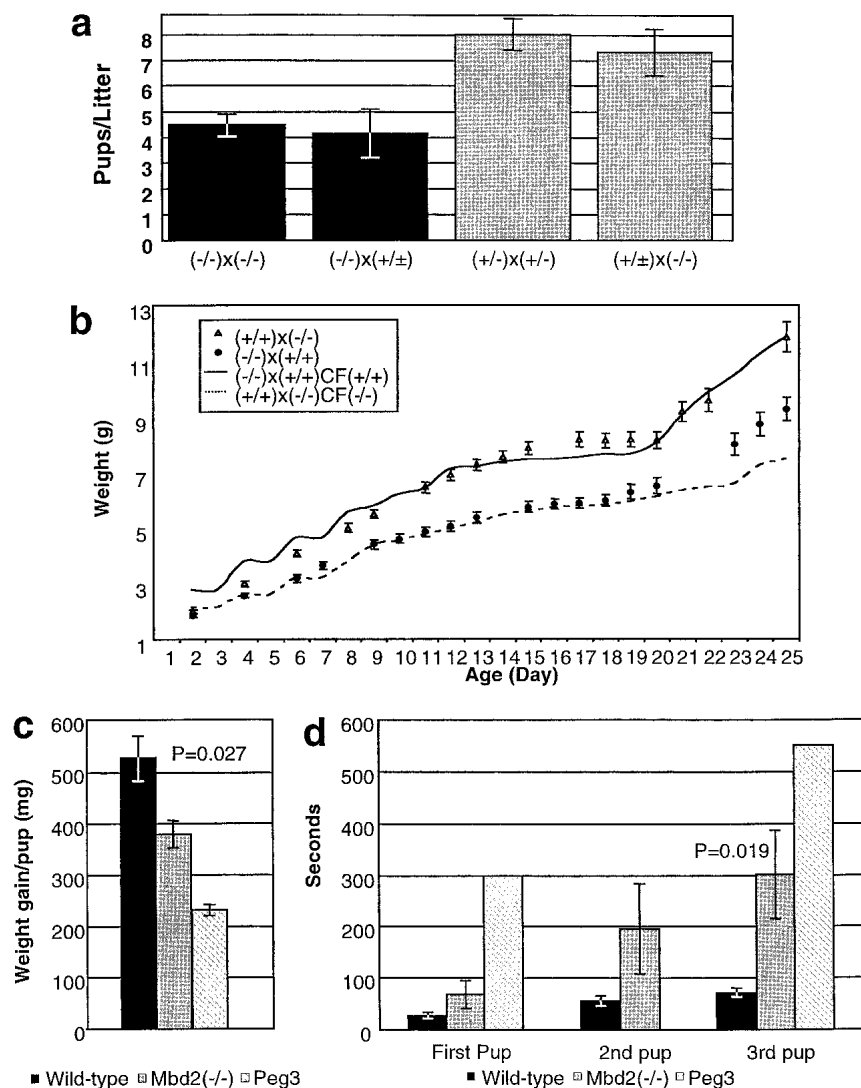 a
Pups/Litter
8
7
6
5
4
3
2
1
0
(-/-)x(-/-)
(-/-)x(+/±)
(+/-)x(+/-)
(+/±)x(-/-)
b
Weight (g)
13
11
9
7
5
3
1
(+/+)x(-/-)
(-/-)x(+/+)
(-/-)x(+/+)CF(+/+)
(+/+)x(-/-)CF(-/-)
1 2 3 4 5 6 7 8 9 10 11 12 13 14 15 16 17 18 19 20 21 22 23 24 25
Age (Day)
c
Weight gain/pup (mg)
600
500
400
300
200
100
0
P=0.027
Wild-type Mbd2(-/-) Peg3
d
Seconds
600
500
400
300
200
100
0
P=0.019
First Pup 2nd pup 3rd pup
Wild-type Mbd2(-/-) Peg3